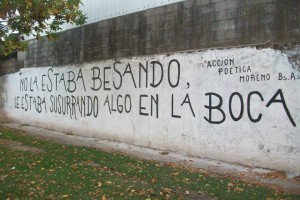 NO LA ESTABA BESANDO,
LE ESTABA SUSURRANDO ALGO EN LA BOCA
"ACCION
POETICA
MORENO Bs.As